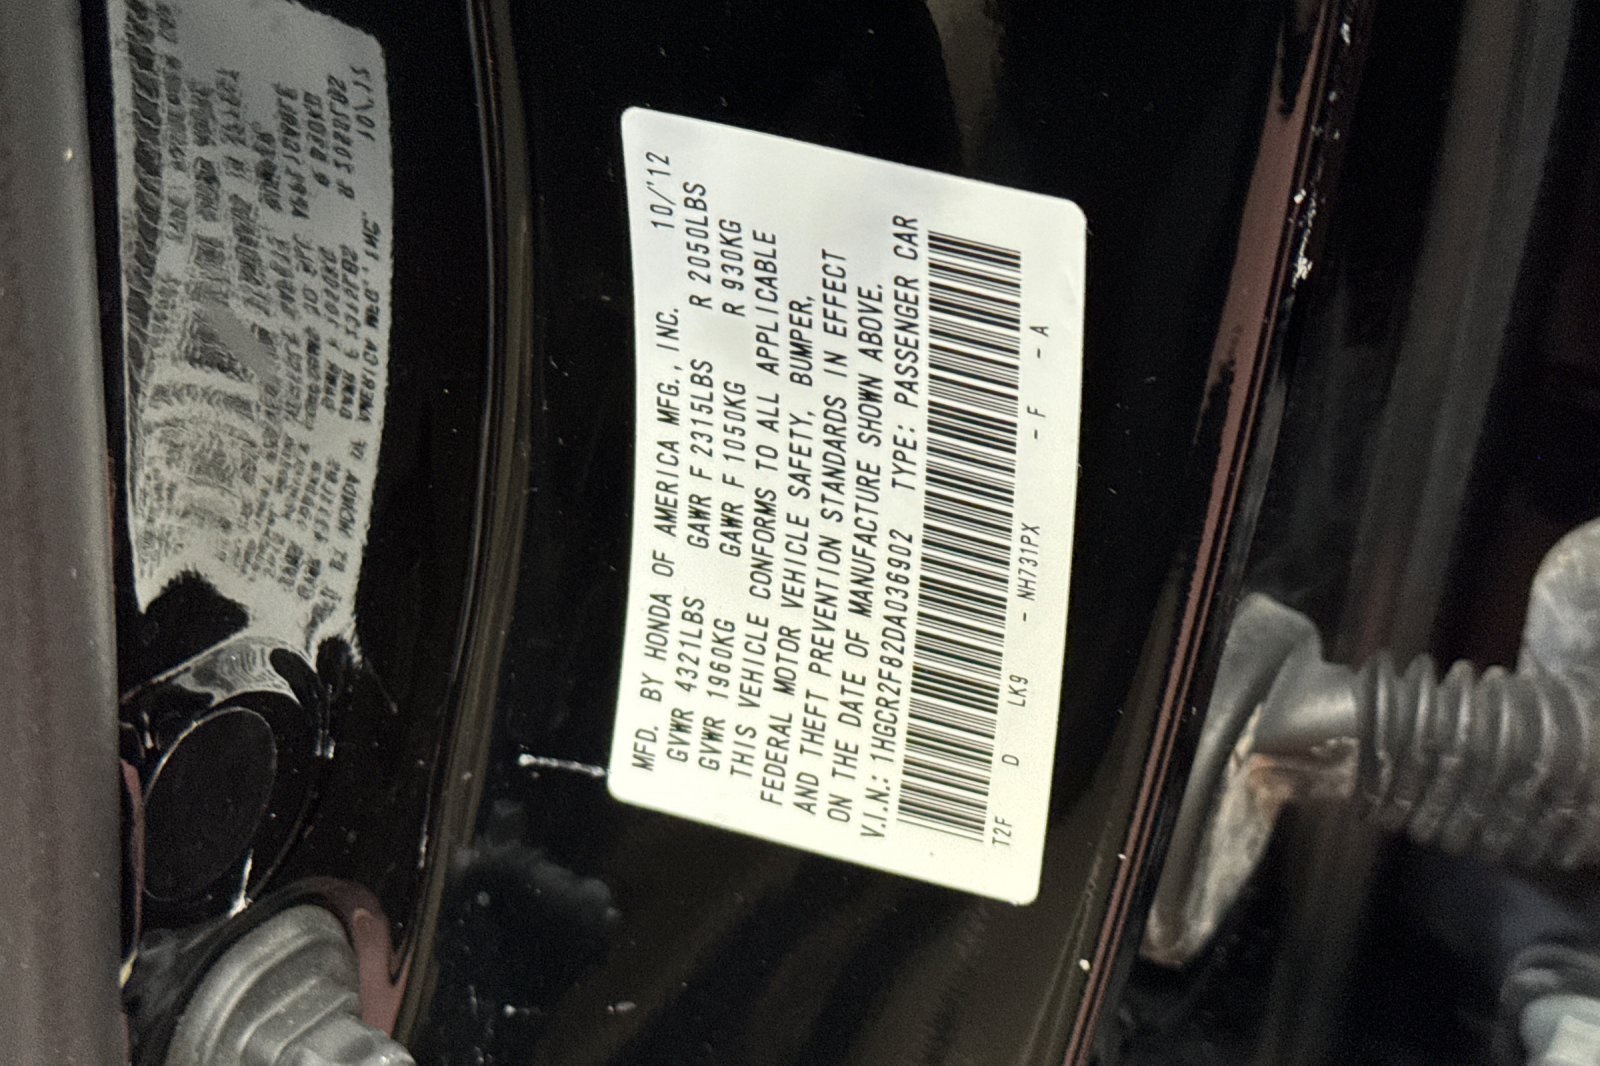 MFD. BY HONDA OF AMERICA MFG., INC. 10/'12
GVWR 4321LBS GAWR F 2315LBS R 2050LBS
GVWR 1960KG GAWR F 1050KG R 930KG
THIS VEHICLE CONFORMS TO ALL APPLICABLE
FEDERAL MOTOR VEHICLE SAFETY, BUMPER,
AND THEFT PREVENTION STANDARDS IN EFFECT
ON THE DATE OF MANUFACTURE SHOWN ABOVE.
V.I.N.: 1HGCR2F82DA036902 TYPE: PASSENGER CAR
T2F D LK9 - NH731PX - F - A